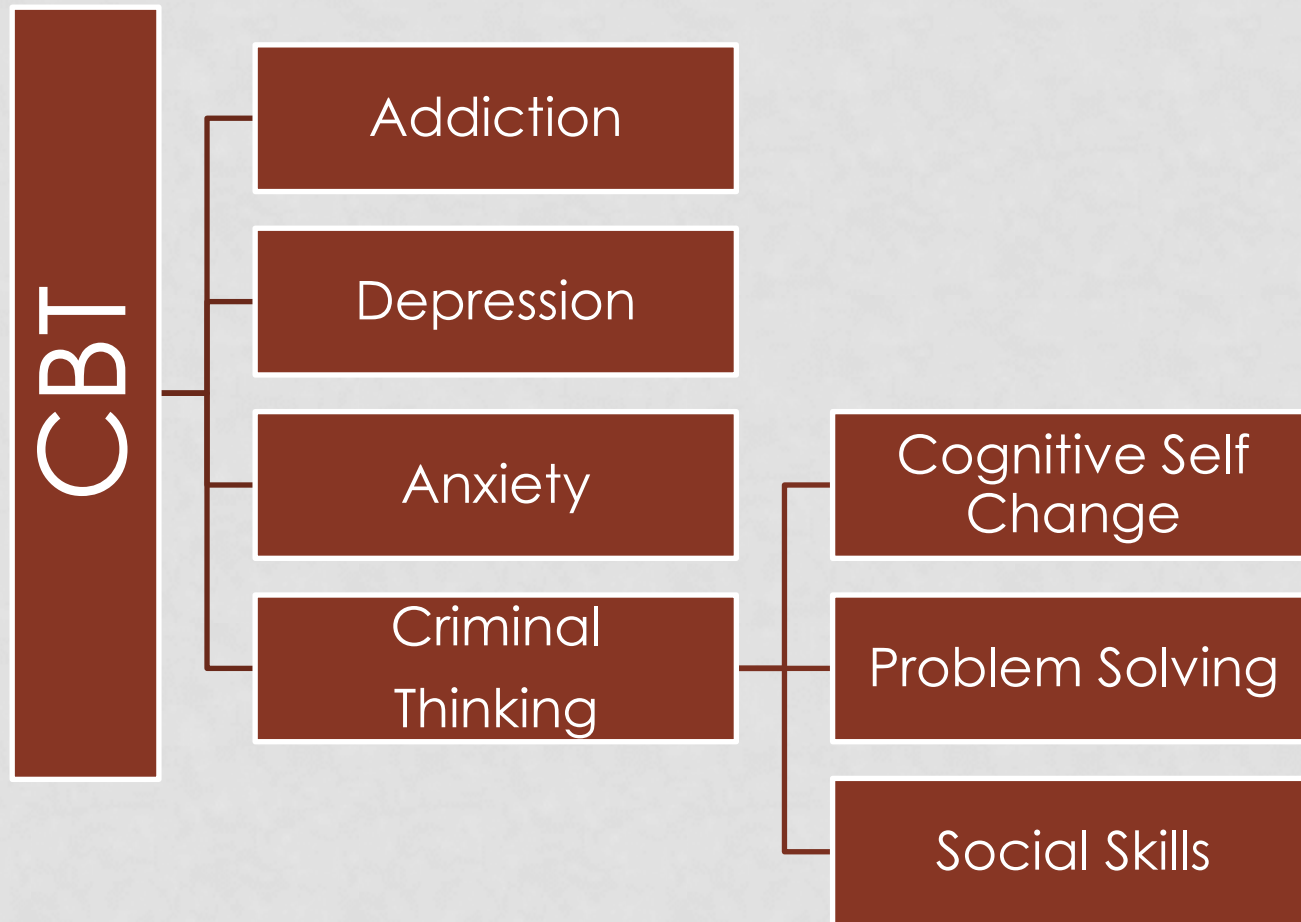 CBT
Addiction
Depression
Anxiety
Criminal
Thinking
Cognitive Self
Change
Problem Solving
Social Skills